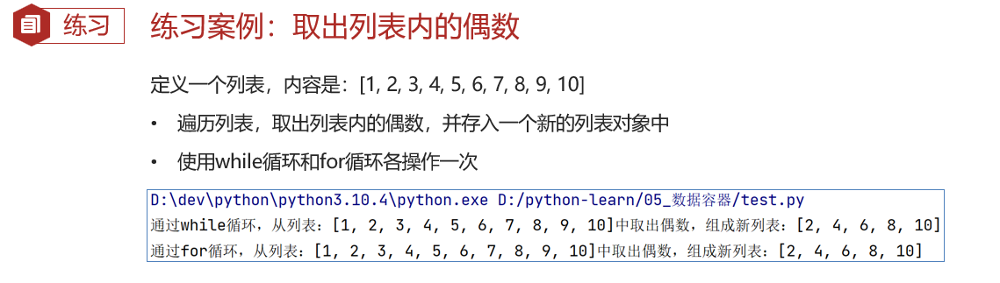 练习
练习案例：取出列表内的偶数
定义一个列表，内容是：[1, 2, 3, 4, 5, 6, 7, 8, 9, 10]
• 遍历列表，取出列表内的偶数，并存入一个新的列表对象中
• 使用while循环和for循环各操作一次
D:\dev\python\python3.10.4\python.exe D:/python-learn/05_数据容器/test.py
通过while循环，从列表：[1, 2, 3, 4, 5, 6, 7, 8, 9, 10]中取出偶数，组成新列表：[2, 4, 6, 8, 10]
通过for循环，从列表：[1, 2, 3, 4, 5, 6, 7, 8, 9, 10]中取出偶数，组成新列表：[2, 4, 6, 8, 10]